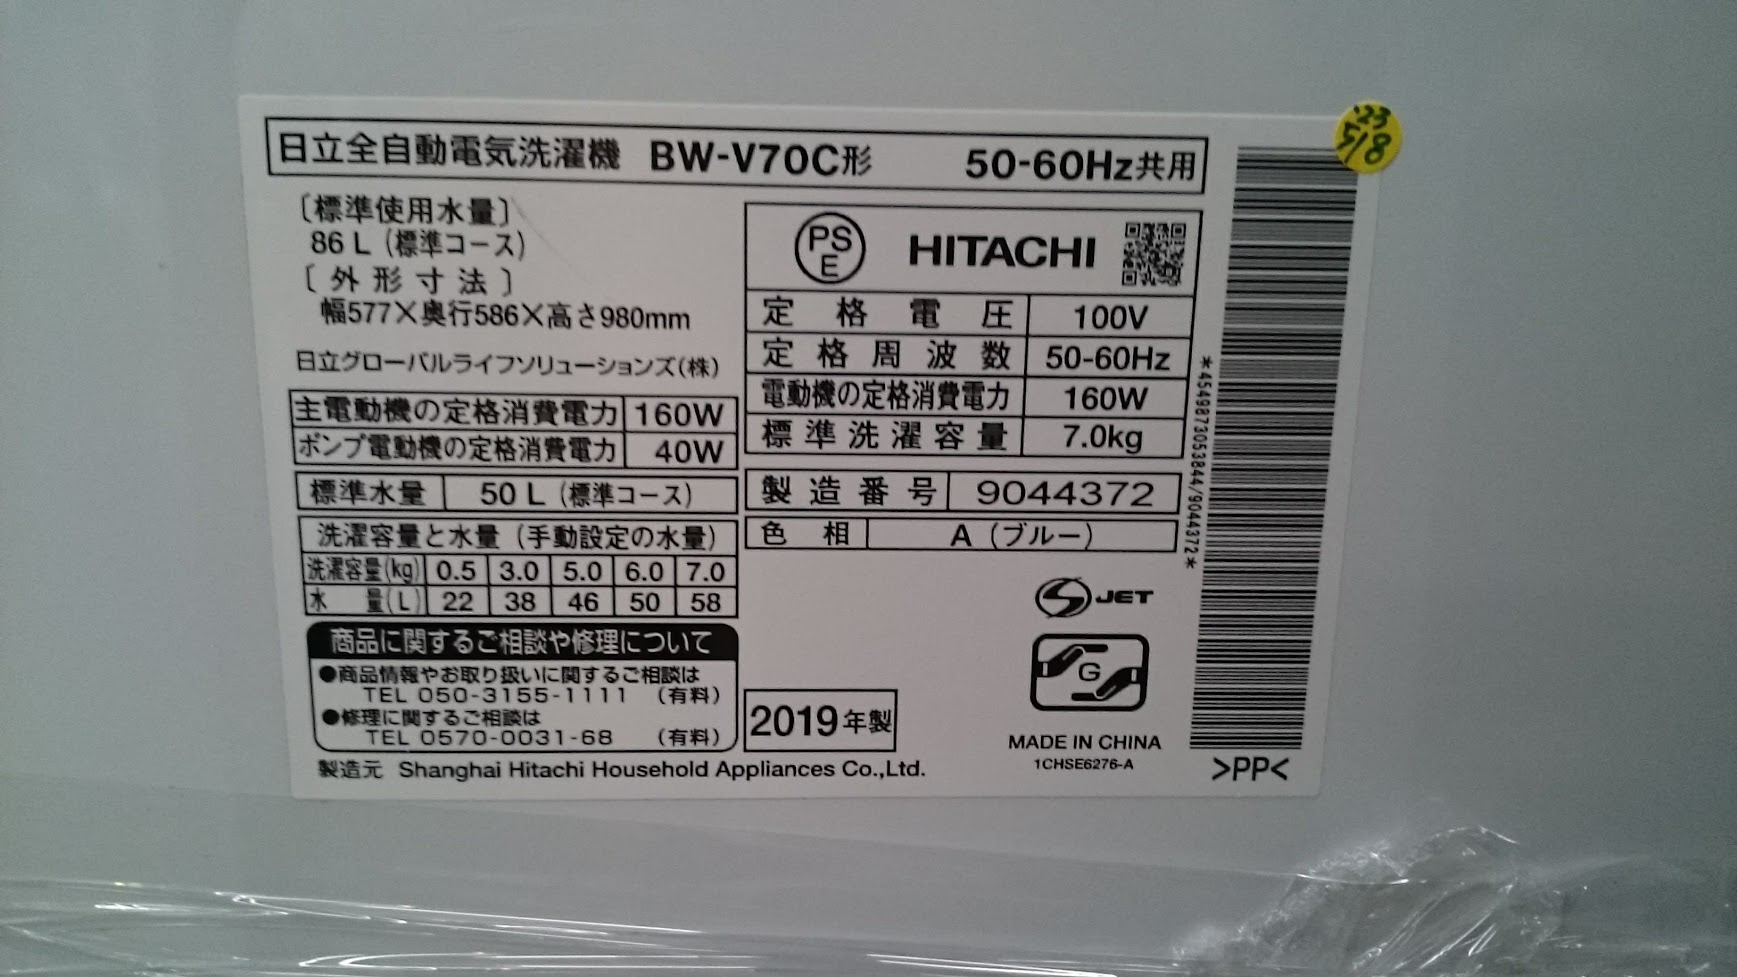 日立全自動電気洗濯機 BW-V70C形 50-60Hz共用
'23
5/8
〔標準使用水量〕
86 L (標準コース)
〔外形寸法〕
幅577×奥行586×高さ980mm
日立グローバルライフソリューションズ(株)
主電動機の定格消費電力 160W
ポンプ電動機の定格消費電力 40W
標準水量 50 L (標準コース)
洗濯容量と水量 (手動設定の水量)
洗濯容量(kg) 0.5 3.0 5.0 6.0 7.0
水量(L) 22 38 46 50 58
商品に関するご相談や修理について
●商品情報やお取り扱いに関するご相談は
TEL 050-3155-1111 (有料)
●修理に関するご相談は
TEL 0570-0031-68 (有料)
製造元 Shanghai Hitachi Household Appliances Co.,Ltd.
PS
E
HITACHI
定格電圧 100V
定格周波数 50-60Hz
電動機の定格消費電力 160W
標準洗濯容量 7.0kg
製造番号 9044372
色相 A (ブルー)
S JET
G
2019年製
MADE IN CHINA
1CHSE6276-A
*4549873053844/9044372*
>PP<